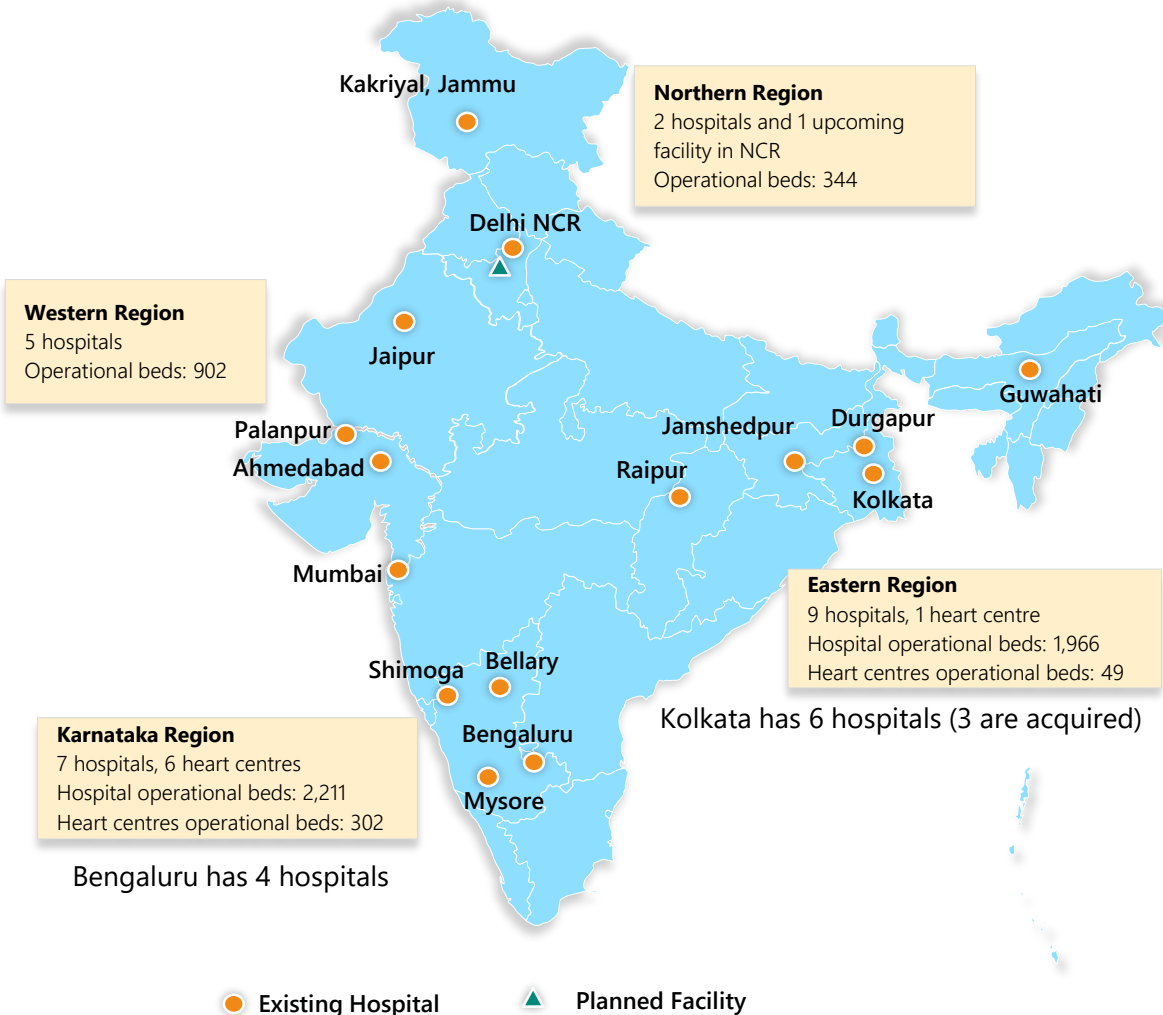 Kakriyal, Jammu
Northern Region
2 hospitals and 1 upcoming
facility in NCR
Operational beds: 344
Delhi NCR
Western Region
5 hospitals
Operational beds: 902
Jaipur
Guwahati
Palanpur
Ahmedabad
Jamshedpur
Durgapur
Raipur
Kolkata
Mumbai
Eastern Region
9 hospitals, 1 heart centre
Hospital operational beds: 1,966
Heart centres operational beds: 49
Kolkata has 6 hospitals (3 are acquired)
Shimoga
Bellary
Bengaluru
Mysore
Karnataka Region
7 hospitals, 6 heart centres
Hospital operational beds: 2,211
Heart centres operational beds: 302
Bengaluru has 4 hospitals
Existing Hospital
Planned Facility